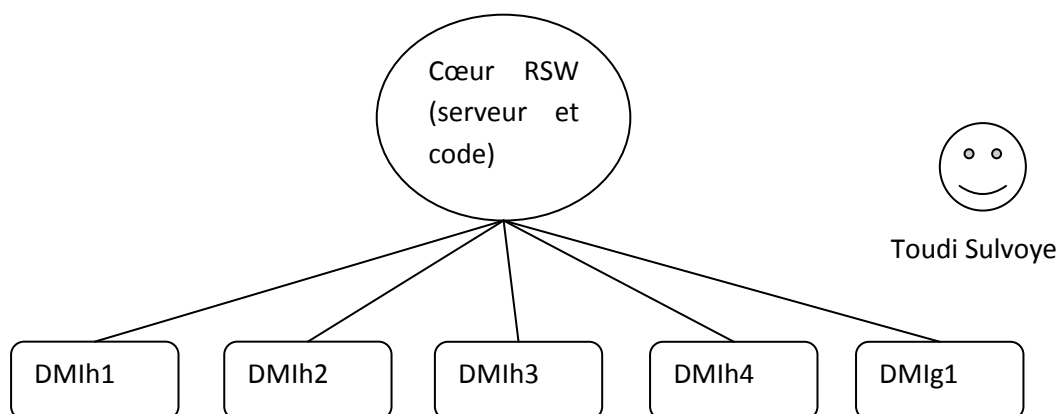 Cœur RSW
(serveur et
code)
Toudi Sulvoye
DMIh1
DMIh2
DMIh3
DMIh4
DMIg1